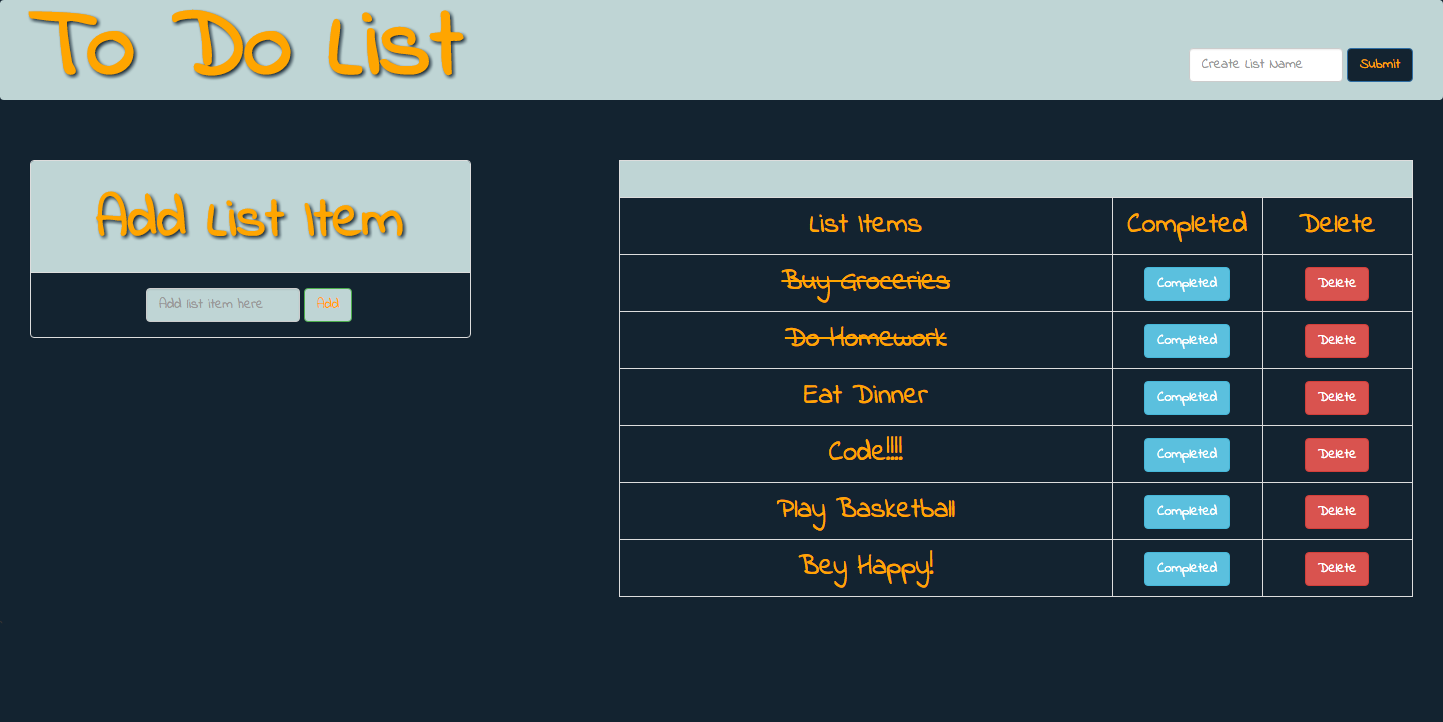 To Do List
Create List Name Submit
Add List Item
Add list item here Add
List Items Completed Delete
Buy Groceries Completed Delete
Do Homework Completed Delete
Eat Dinner Completed Delete
Code!!!! Completed Delete
Play Basketball Completed Delete
Bey Happy! Completed Delete